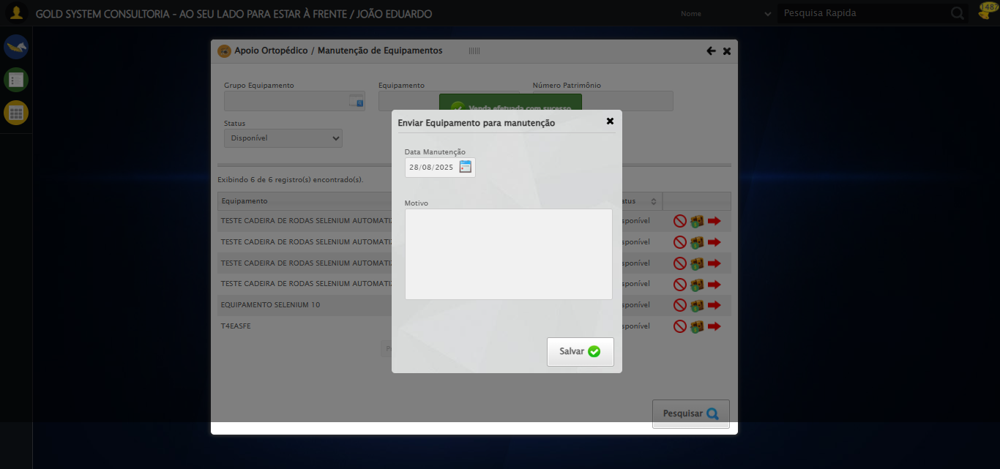 GOLD SYSTEM CONSULTORIA - AO SEU LADO PARA ESTAR À FRENTE / JOÃO EDUARDO
Nome
Pesquisa Rapida
1487
Apoio Ortopédico / Manutenção de Equipamentos
Grupo Equipamento
Equipamento
Número Patrimônio
Venda efetuada com sucesso
Status
Disponível
Enviar Equipamento para manutenção
Data Manutenção
28/08/2025
Motivo
Salvar
Exibindo 6 de 6 registro(s) encontrado(s).
Equipamento
atus
TESTE CADEIRA DE RODAS SELENIUM AUTOMATI
sponível
TESTE CADEIRA DE RODAS SELENIUM AUTOMATI
sponível
TESTE CADEIRA DE RODAS SELENIUM AUTOMATI
sponível
TESTE CADEIRA DE RODAS SELENIUM AUTOMATI
sponível
EQUIPAMENTO SELENIUM 10
sponível
T4EASFE
sponível
Pesquisar